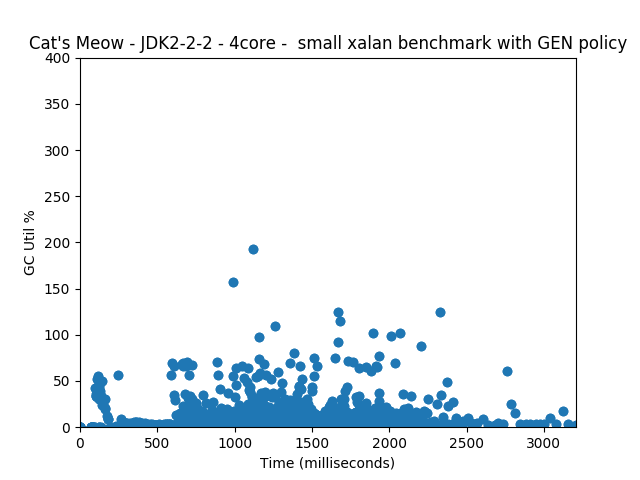 Cat's Meow - JDK2-2-2 - 4core -  small xalan benchmark with GEN policy
400
350
300
250
200
150
100
50
0
GC Util %
0 500 1000 1500 2000 2500 3000
Time (milliseconds)